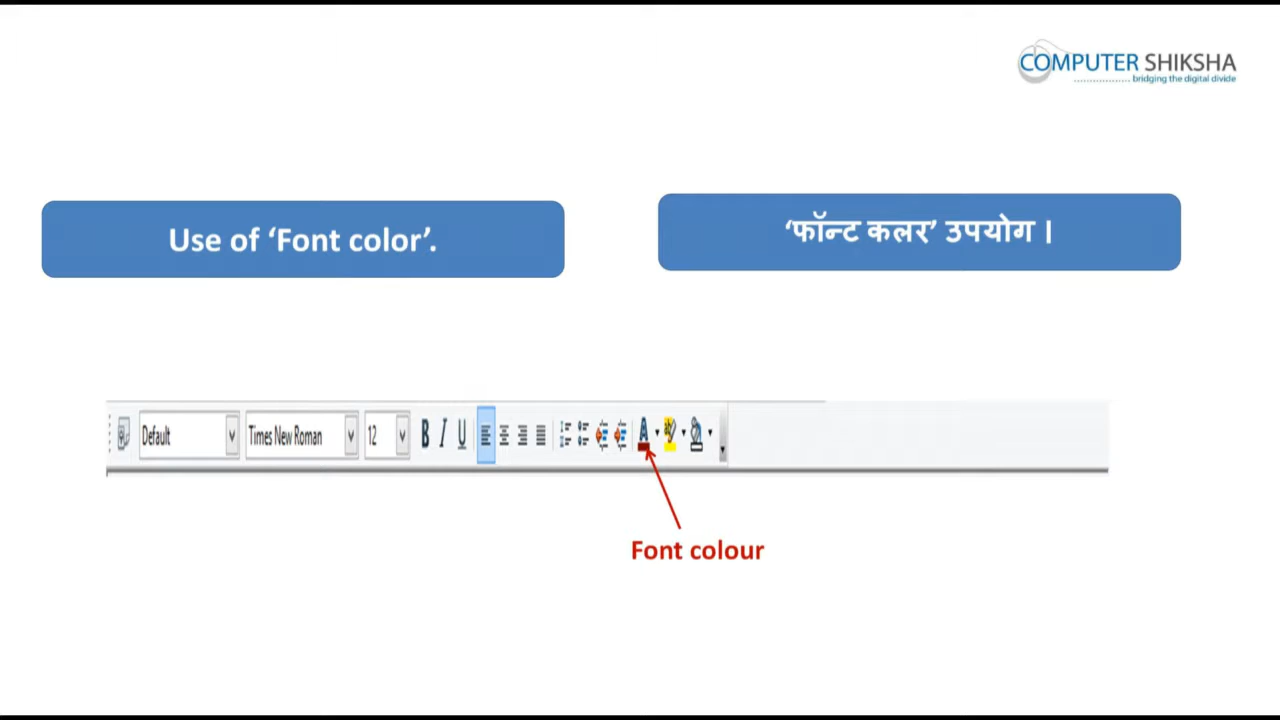 COMPUTER SHIKSHA
bridging the digital divide
Use of ‘Font color’.
‘फॉन्ट कलर’ उपयोग।
Default
Times New Roman
12
B I U
A
Font colour